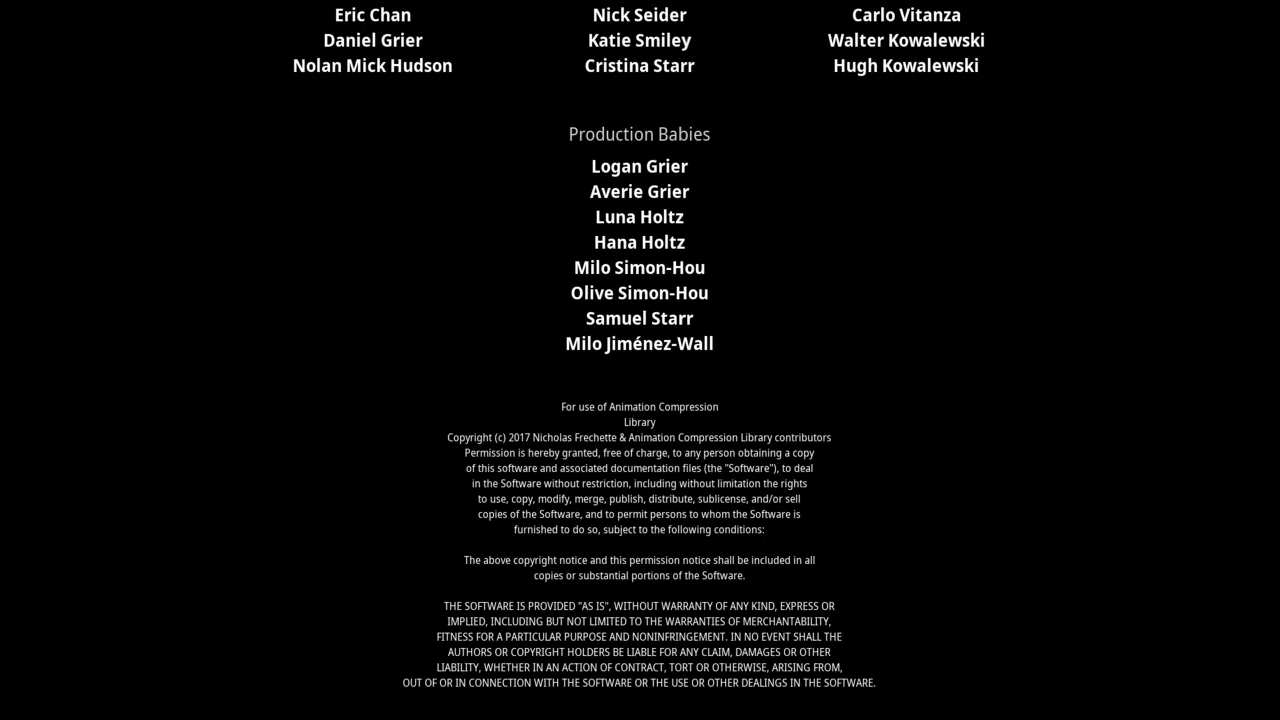 Eric Chan Nick Seider Carlo Vitanza
Daniel Grier Katie Smiley Walter Kowalewski
Nolan Mick Hudson Cristina Starr Hugh Kowalewski
Production Babies
Logan Grier
Averie Grier
Luna Holtz
Hana Holtz
Milo Simon-Hou
Olive Simon-Hou
Samuel Starr
Milo Jiménez-Wall
For use of Animation Compression
Library
Copyright (c) 2017 Nicholas Frechette & Animation Compression Library contributors
Permission is hereby granted, free of charge, to any person obtaining a copy
of this software and associated documentation files (the "Software"), to deal
in the Software without restriction, including without limitation the rights
to use, copy, modify, merge, publish, distribute, sublicense, and/or sell
copies of the Software, and to permit persons to whom the Software is
furnished to do so, subject to the following conditions:
The above copyright notice and this permission notice shall be included in all
copies or substantial portions of the Software.
THE SOFTWARE IS PROVIDED "AS IS", WITHOUT WARRANTY OF ANY KIND, EXPRESS OR
IMPLIED, INCLUDING BUT NOT LIMITED TO THE WARRANTIES OF MERCHANTABILITY,
FITNESS FOR A PARTICULAR PURPOSE AND NONINFRINGEMENT. IN NO EVENT SHALL THE
AUTHORS OR COPYRIGHT HOLDERS BE LIABLE FOR ANY CLAIM, DAMAGES OR OTHER
LIABILITY, WHETHER IN AN ACTION OF CONTRACT, TORT OR OTHERWISE, ARISING FROM,
OUT OF OR IN CONNECTION WITH THE SOFTWARE OR THE USE OR OTHER DEALINGS IN THE SOFTWARE.